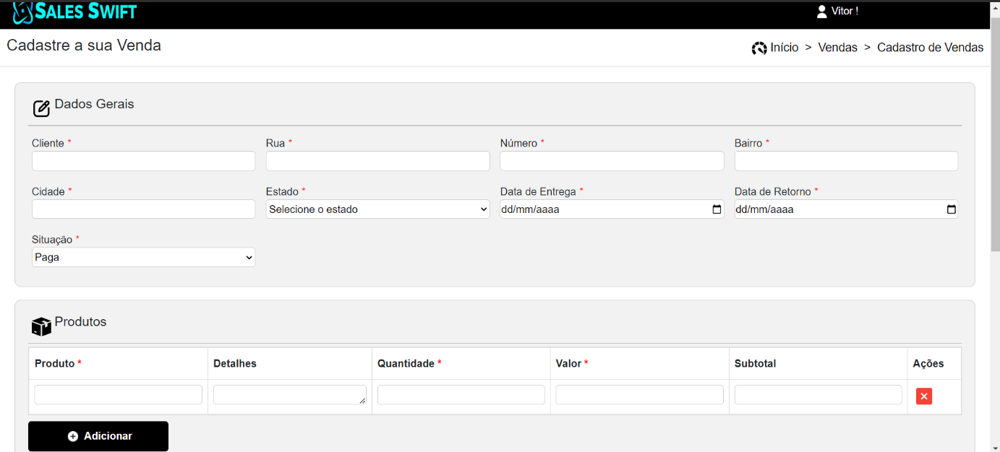 SALES SWIFT
Vitor !
Cadastre a sua Venda
Início > Vendas > Cadastro de Vendas
Dados Gerais
Cliente * Rua * Número * Bairro *
Cidade * Estado * Data de Entrega * Data de Retorno *
Selecione o estado dd/mm/aaaa dd/mm/aaaa
Situação *
Paga
Produtos
Produto * Detalhes Quantidade * Valor * Subtotal Ações
Adicionar